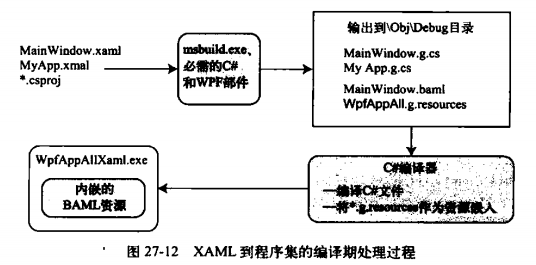 MainWindow.xaml
MyApp.xmal
*.csproj
msbuild.exe、
必需的C#
和WPF部件
输出到\Obj\Debug目录
MainWindow.g.cs
My App.g.cs
MainWindow.baml
WpfAppAll.g.resources
C#编译器
—编译C#文件
—将*.g.resources作为资源嵌入
WpfAppAllXaml.exe
内嵌的
BAML资源
图 27-12 XAML 到程序集的编译期处理过程